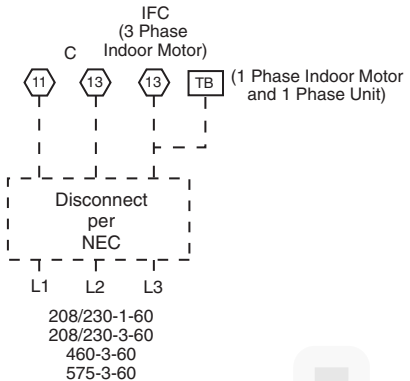 IFC
(3 Phase
Indoor Motor)
C
11 13 13 TB
(1 Phase Indoor Motor
and 1 Phase Unit)
Disconnect
per
NEC
L1 L2 L3
208/230-1-60
208/230-3-60
460-3-60
575-3-60